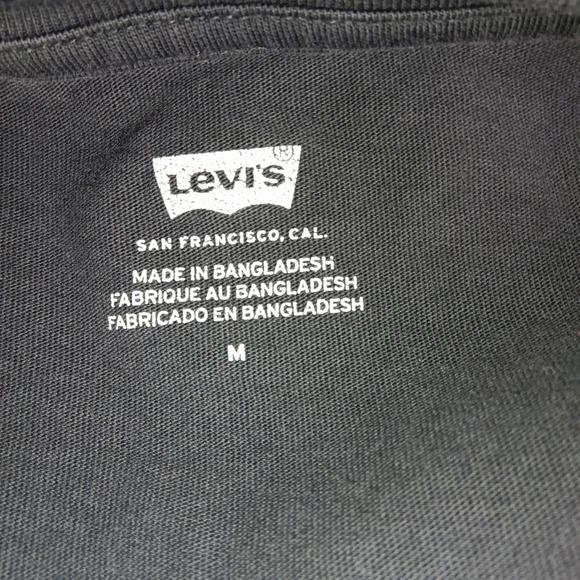 Levi's ®
SAN FRANCISCO, CAL.
MADE IN BANGLADESH
FABRIQUE AU BANGLADESH
FABRICADO EN BANGLADESH
M